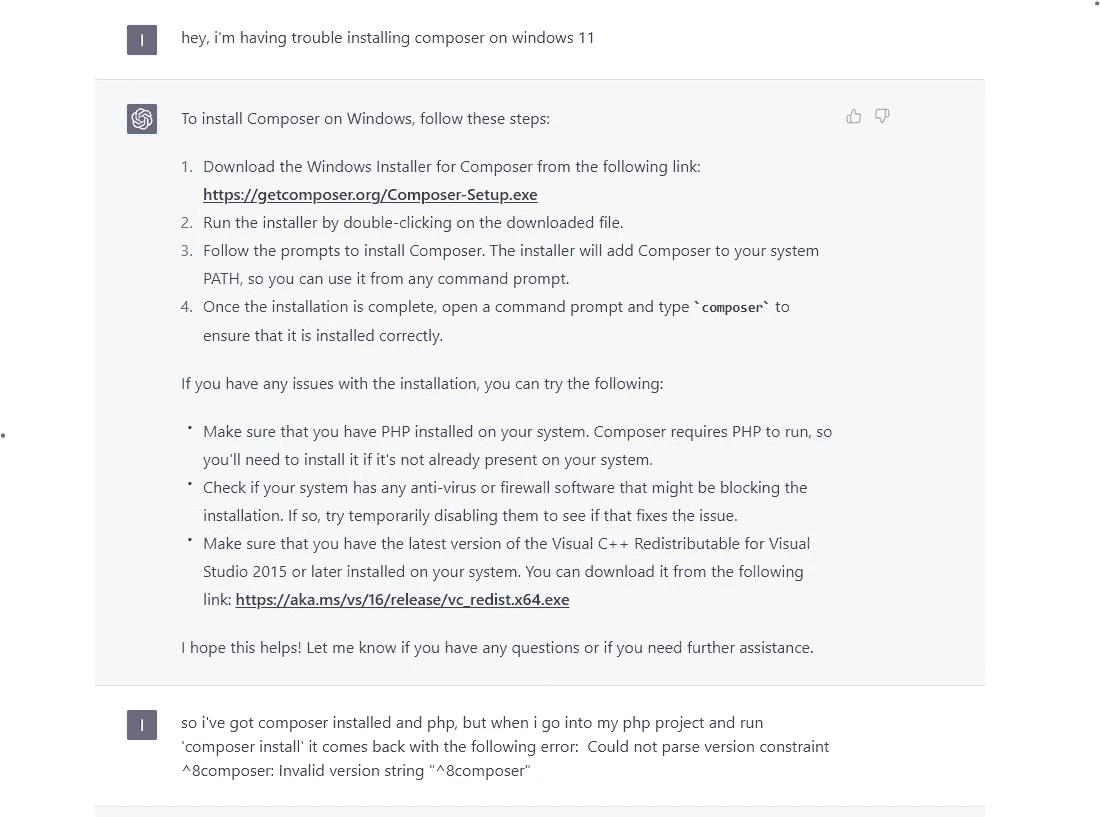 I
hey, i'm having trouble installing composer on windows 11
To install Composer on Windows, follow these steps:
1. Download the Windows Installer for Composer from the following link:
https://getcomposer.org/Composer-Setup.exe
2. Run the installer by double-clicking on the downloaded file.
3. Follow the prompts to install Composer. The installer will add Composer to your system
PATH, so you can use it from any command prompt.
4. Once the installation is complete, open a command prompt and type `composer` to
ensure that it is installed correctly.
If you have any issues with the installation, you can try the following:
• Make sure that you have PHP installed on your system. Composer requires PHP to run, so
you'll need to install it if it's not already present on your system.
• Check if your system has any anti-virus or firewall software that might be blocking the
installation. If so, try temporarily disabling them to see if that fixes the issue.
• Make sure that you have the latest version of the Visual C++ Redistributable for Visual
Studio 2015 or later installed on your system. You can download it from the following
link: https://aka.ms/vs/16/release/vc_redist.x64.exe
I hope this helps! Let me know if you have any questions or if you need further assistance.
I
so i've got composer installed and php, but when i go into my php project and run
'composer install' it comes back with the following error:  Could not parse version constraint
^8composer: Invalid version string "^8composer"